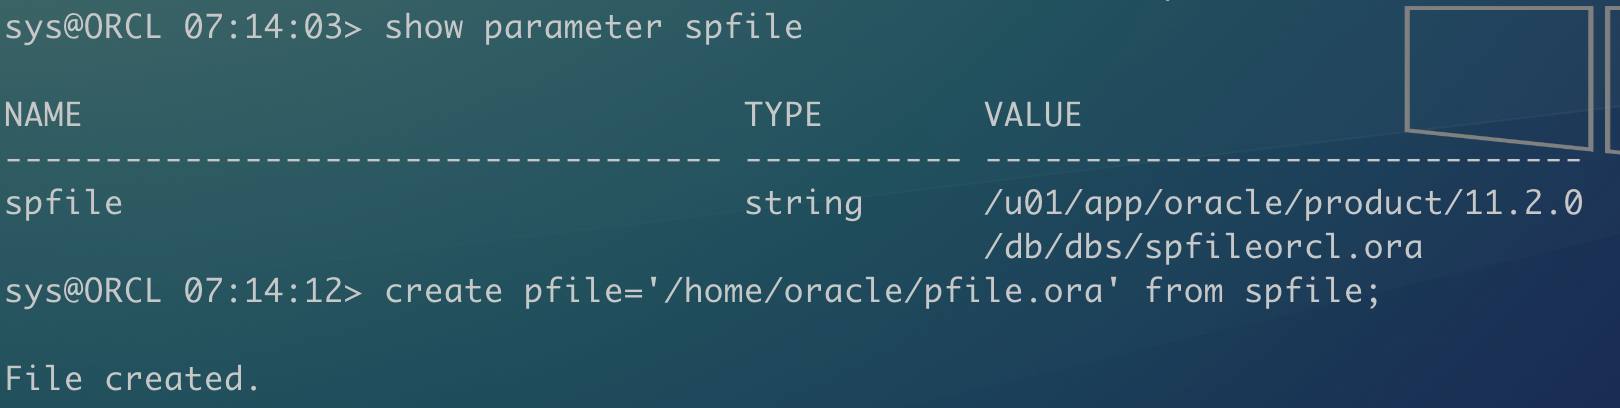 sys@ORCL 07:14:03> show parameter spfile
NAME TYPE VALUE
------------------------------------ ----------- ------------------------------
spfile string /u01/app/oracle/product/11.2.0
/db/dbs/spfileorcl.ora
sys@ORCL 07:14:12> create pfile='/home/oracle/pfile.ora' from spfile;
File created.